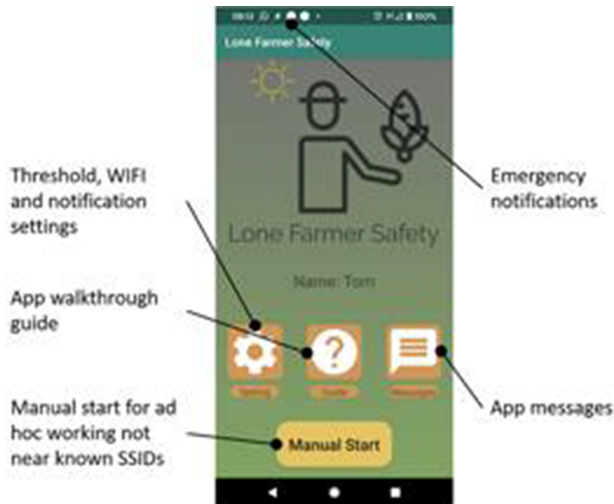 100%
Lone Farmer Safety
Threshold, WIFI
and notification
settings
Emergency
notifications
Lone Farmer Safety
Name: Tom
App walkthrough
guide
?
App messages
Manual start for ad
hoc working not
near known SSIDs
Manual Start